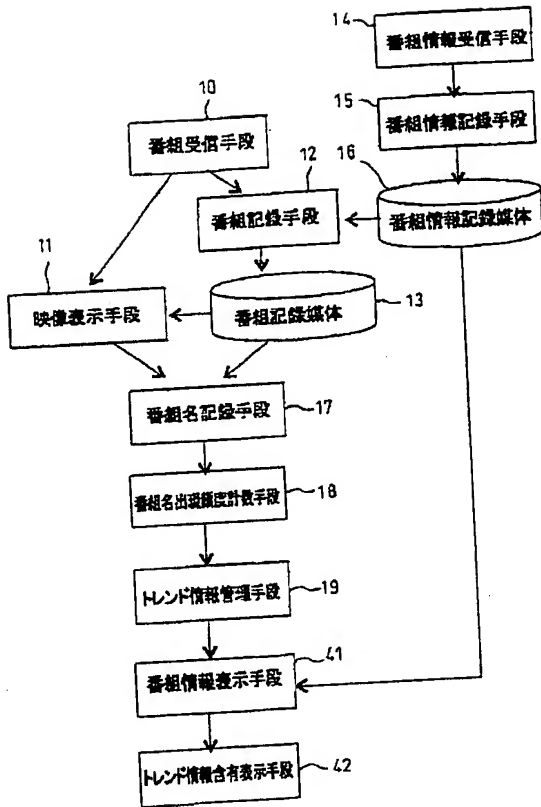 14
番組情報受信手段
15
番組情報記録手段
10
番組受信手段
12
番組記録手段
16
番組情報記録媒体
11
映像表示手段
番組記録媒体
13
番組名記録手段
17
番組名出現頻度計数手段
18
トレンド情報管理手段
19
41
番組情報表示手段
トレンド情報含有表示手段
42